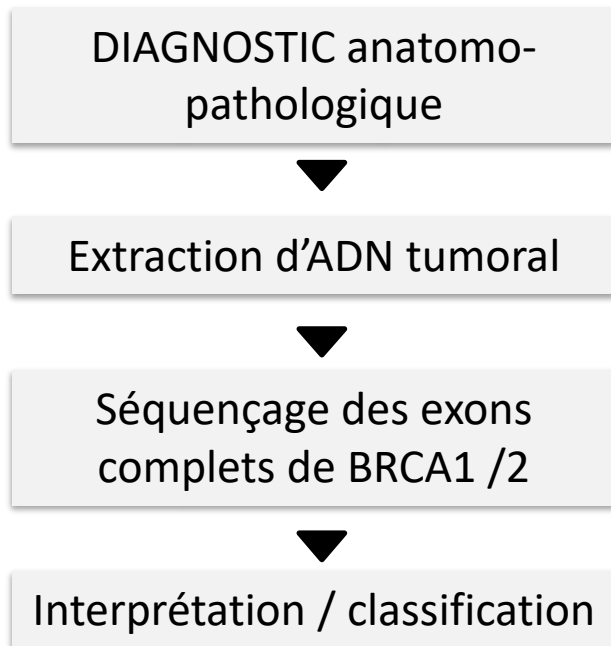 DIAGNOSTIC anatomo-
pathologique
Extraction d’ADN tumoral
Séquençage des exons
complets de BRCA1 /2
Interprétation / classification